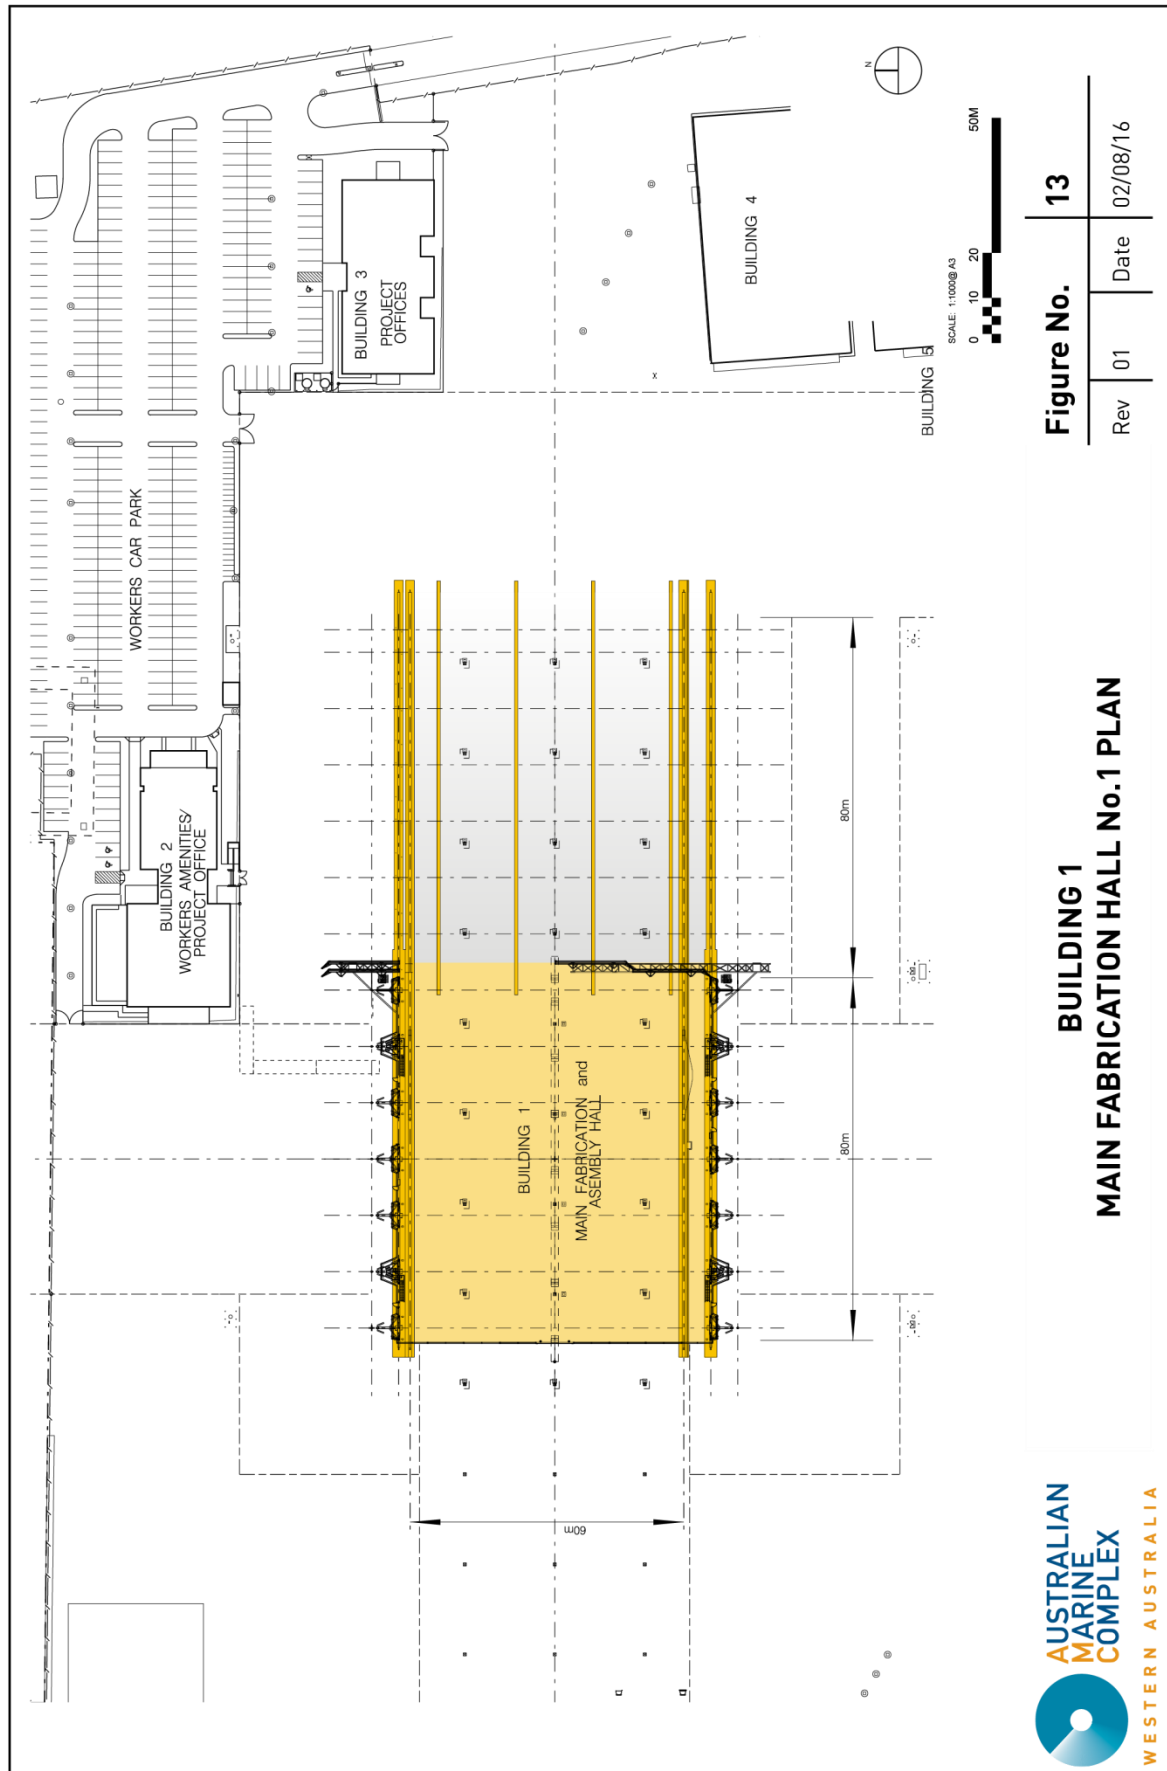 WORKERS CAR PARK
BUILDING 2
WORKERS AMENITIES/
PROJECT OFFICE
BUILDING 3
PROJECT
OFFICES
BUILDING 4
BUILDING 5
BUILDING 1
MAIN FABRICATION and
ASEMBLY HALL
80m
80m
60m
N
SCALE: 1:1000@ A3
0 10 20 50M
AUSTRALIAN
MARINE
COMPLEX
WESTERN AUSTRALIA
BUILDING 1
MAIN FABRICATION HALL No.1 PLAN
Figure No. 13
Rev 01 Date 02/08/16